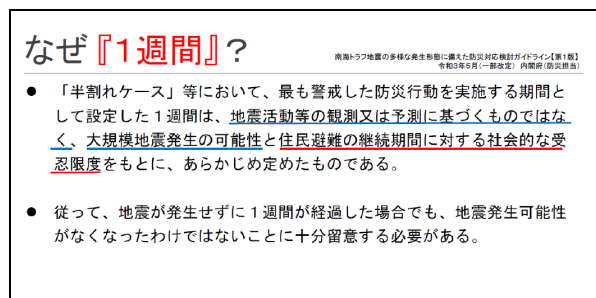 なぜ『１週間』？
南海トラフ地震の多様な発生形態に備えた防災対応検討ガイドライン【第1版】
令和3年5月（一部改定） 内閣府（防災担当）
● 「半割れケース」等において、最も警戒した防災行動を実施する期間と
して設定した１週間は、地震活動等の観測又は予測に基づくものではな
く、大規模地震発生の可能性と住民避難の継続期間に対する社会的な受
忍限度をもとに、あらかじめ定めたものである。
● 従って、地震が発生せずに１週間が経過した場合でも、地震発生可能性
がなくなったわけではないことに十分留意する必要がある。